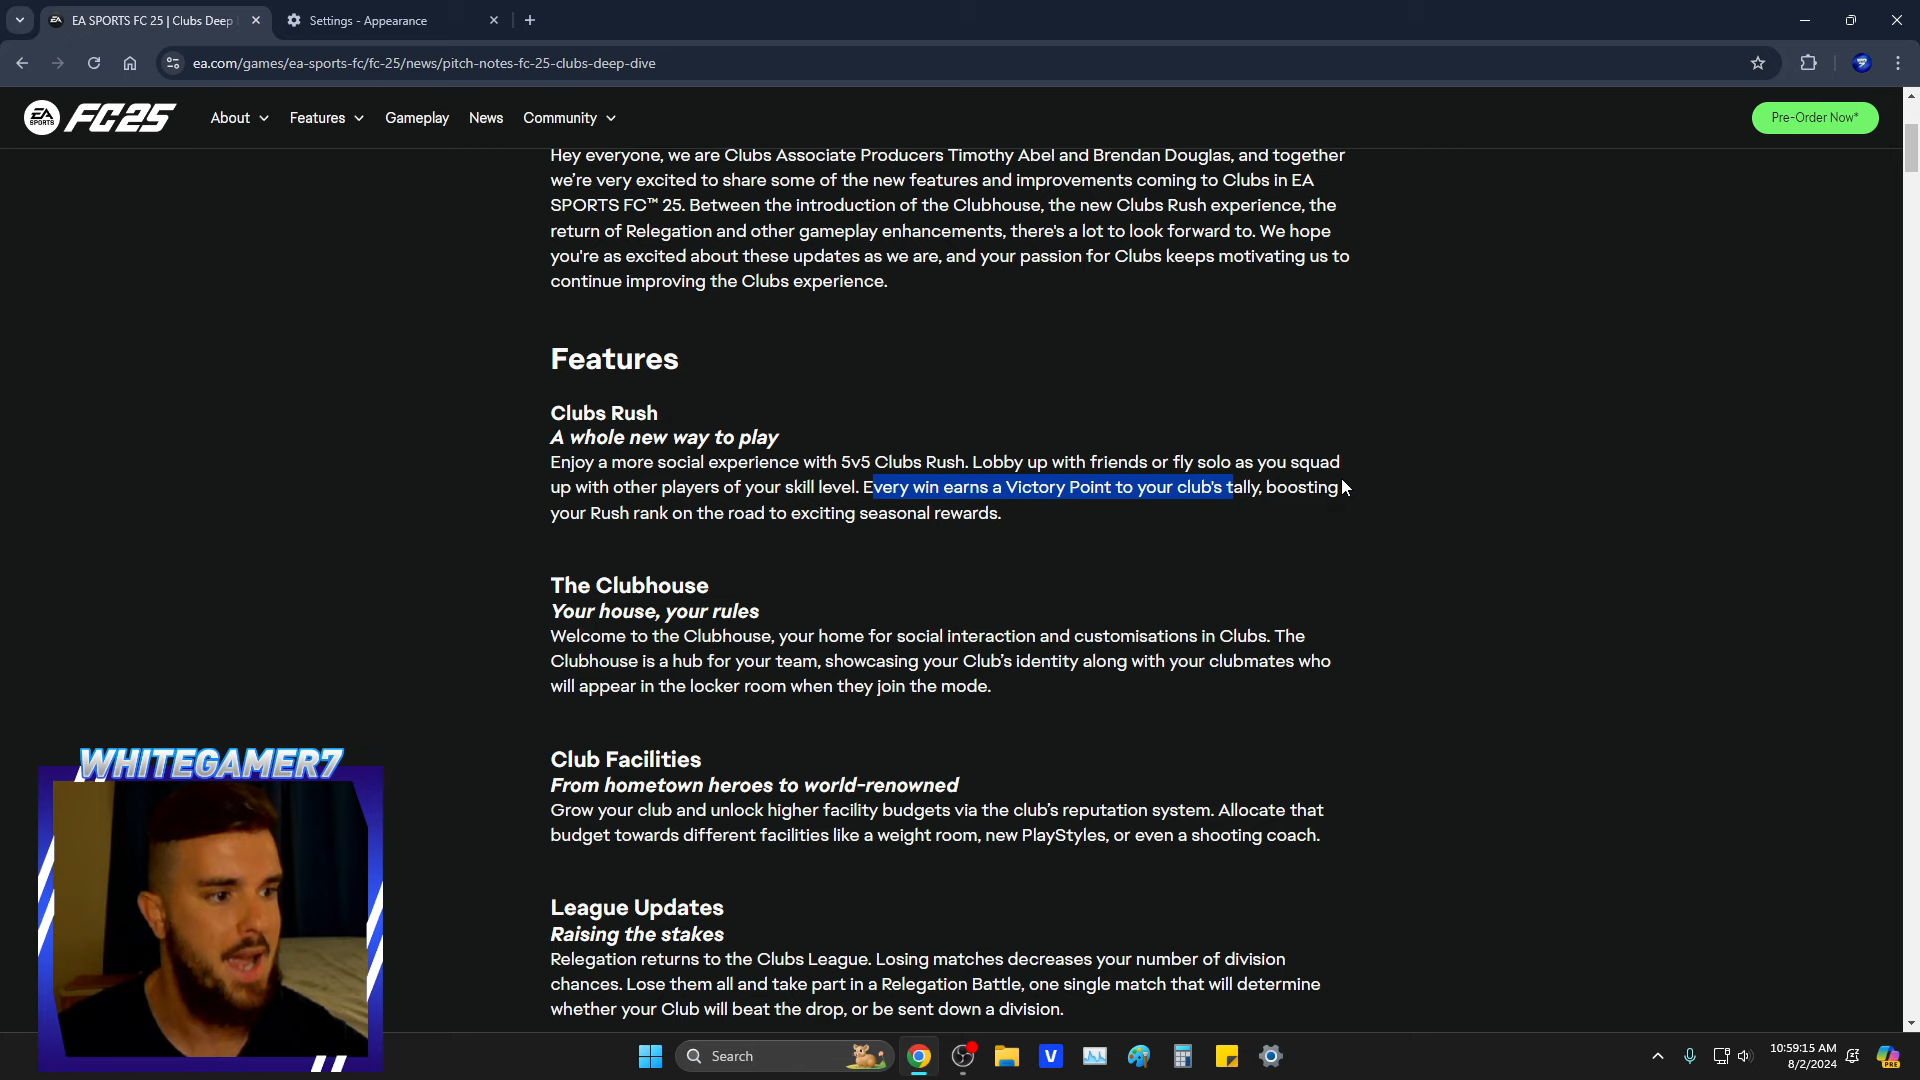 EA SPORTS FC 25 | Clubs Deep
Settings - Appearance
ea.com/games/ea-sports-fc/fc-25/news/pitch-notes-fc-25-clubs-deep-dive
EA SPORTS FC25
About
Features
Gameplay
News
Community
Pre-Order Now*
Hey everyone, we are Clubs Associate Producers Timothy Abel and Brendan Douglas, and together
we’re very excited to share some of the new features and improvements coming to Clubs in EA
SPORTS FC™ 25. Between the introduction of the Clubhouse, the new Clubs Rush experience, the
return of Relegation and other gameplay enhancements, there's a lot to look forward to. We hope
you're as excited about these updates as we are, and your passion for Clubs keeps motivating us to
continue improving the Clubs experience.
Features
Clubs Rush
A whole new way to play
Enjoy a more social experience with 5v5 Clubs Rush. Lobby up with friends or fly solo as you squad
up with other players of your skill level. Every win earns a Victory Point to your club’s tally, boosting
your Rush rank on the road to exciting seasonal rewards.
The Clubhouse
Your house, your rules
Welcome to the Clubhouse, your home for social interaction and customisations in Clubs. The
Clubhouse is a hub for your team, showcasing your Club’s identity along with your clubmates who
will appear in the locker room when they join the mode.
Club Facilities
From hometown heroes to world-renowned
Grow your club and unlock higher facility budgets via the club’s reputation system. Allocate that
budget towards different facilities like a weight room, new PlayStyles, or even a shooting coach.
League Updates
Raising the stakes
Relegation returns to the Clubs League. Losing matches decreases your number of division
chances. Lose them all and take part in a Relegation Battle, one single match that will determine
whether your Club will beat the drop, or be sent down a division.
WHITEGAMER7
Search
V
10:59:15 AM
8/2/2024
PRE